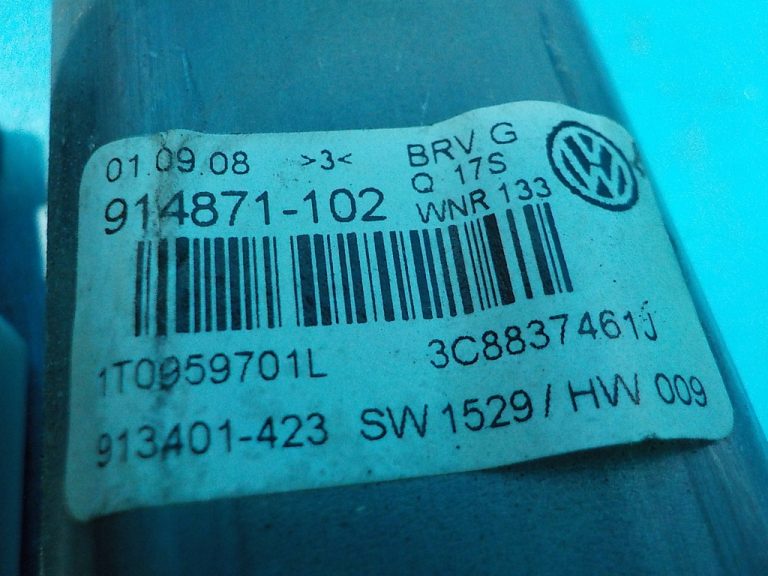 01.09.08 >3< BRV G
Q 17S
914871-102 WNR 133
1T0959701L 3C8837461J
913401-423 SW 1529 / HW 009